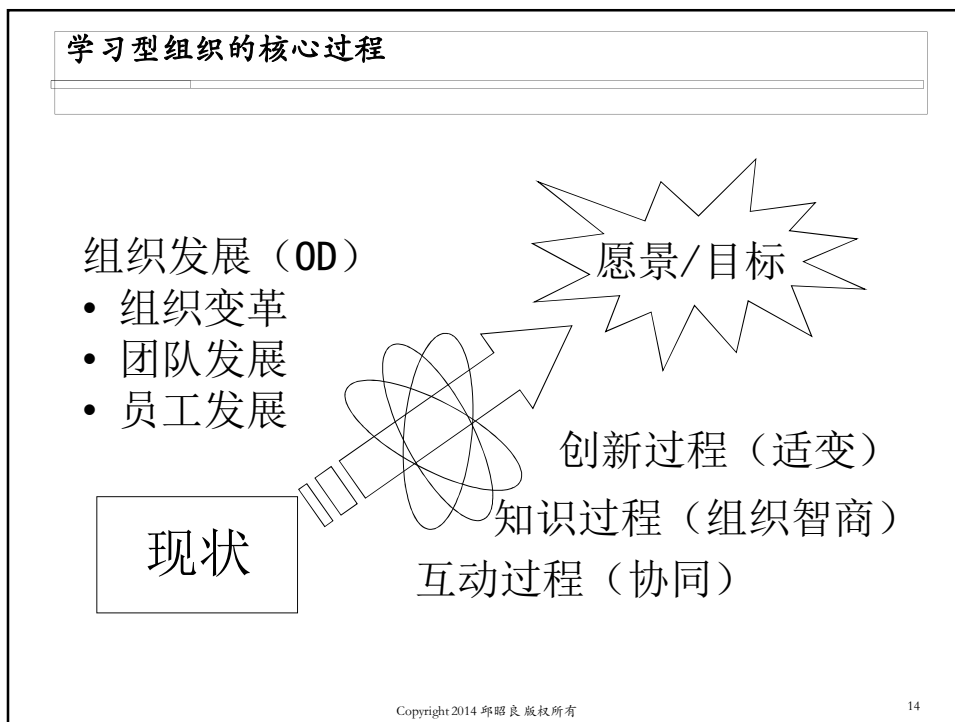 学习型组织的核心过程
组织发展（OD）
• 组织变革
• 团队发展
• 员工发展
愿景/目标
创新过程（适变）
知识过程（组织智商）
互动过程（协同）
现状
Copyright 2014 邱昭良 版权所有
14